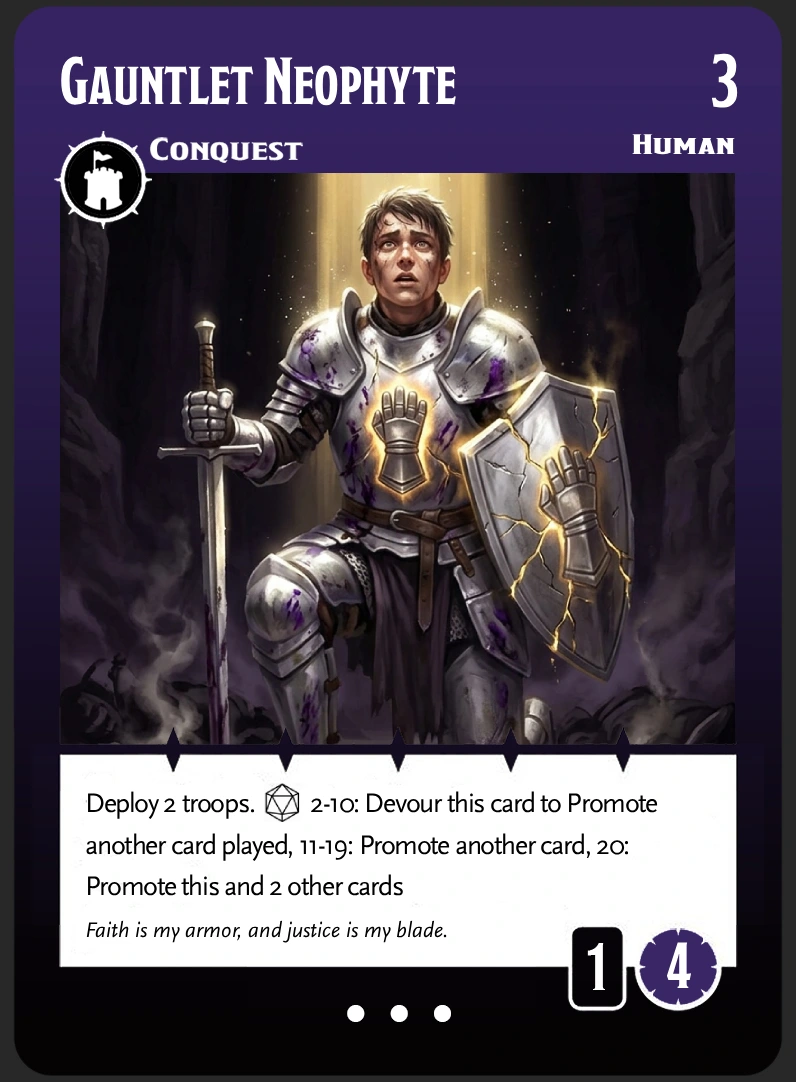 Gauntlet Neophyte 3
Conquest Human
Deploy 2 troops. 2-10: Devour this card to Promote
another card played, 11-19: Promote another card, 20:
Promote this and 2 other cards
Faith is my armor, and justice is my blade.
1 4